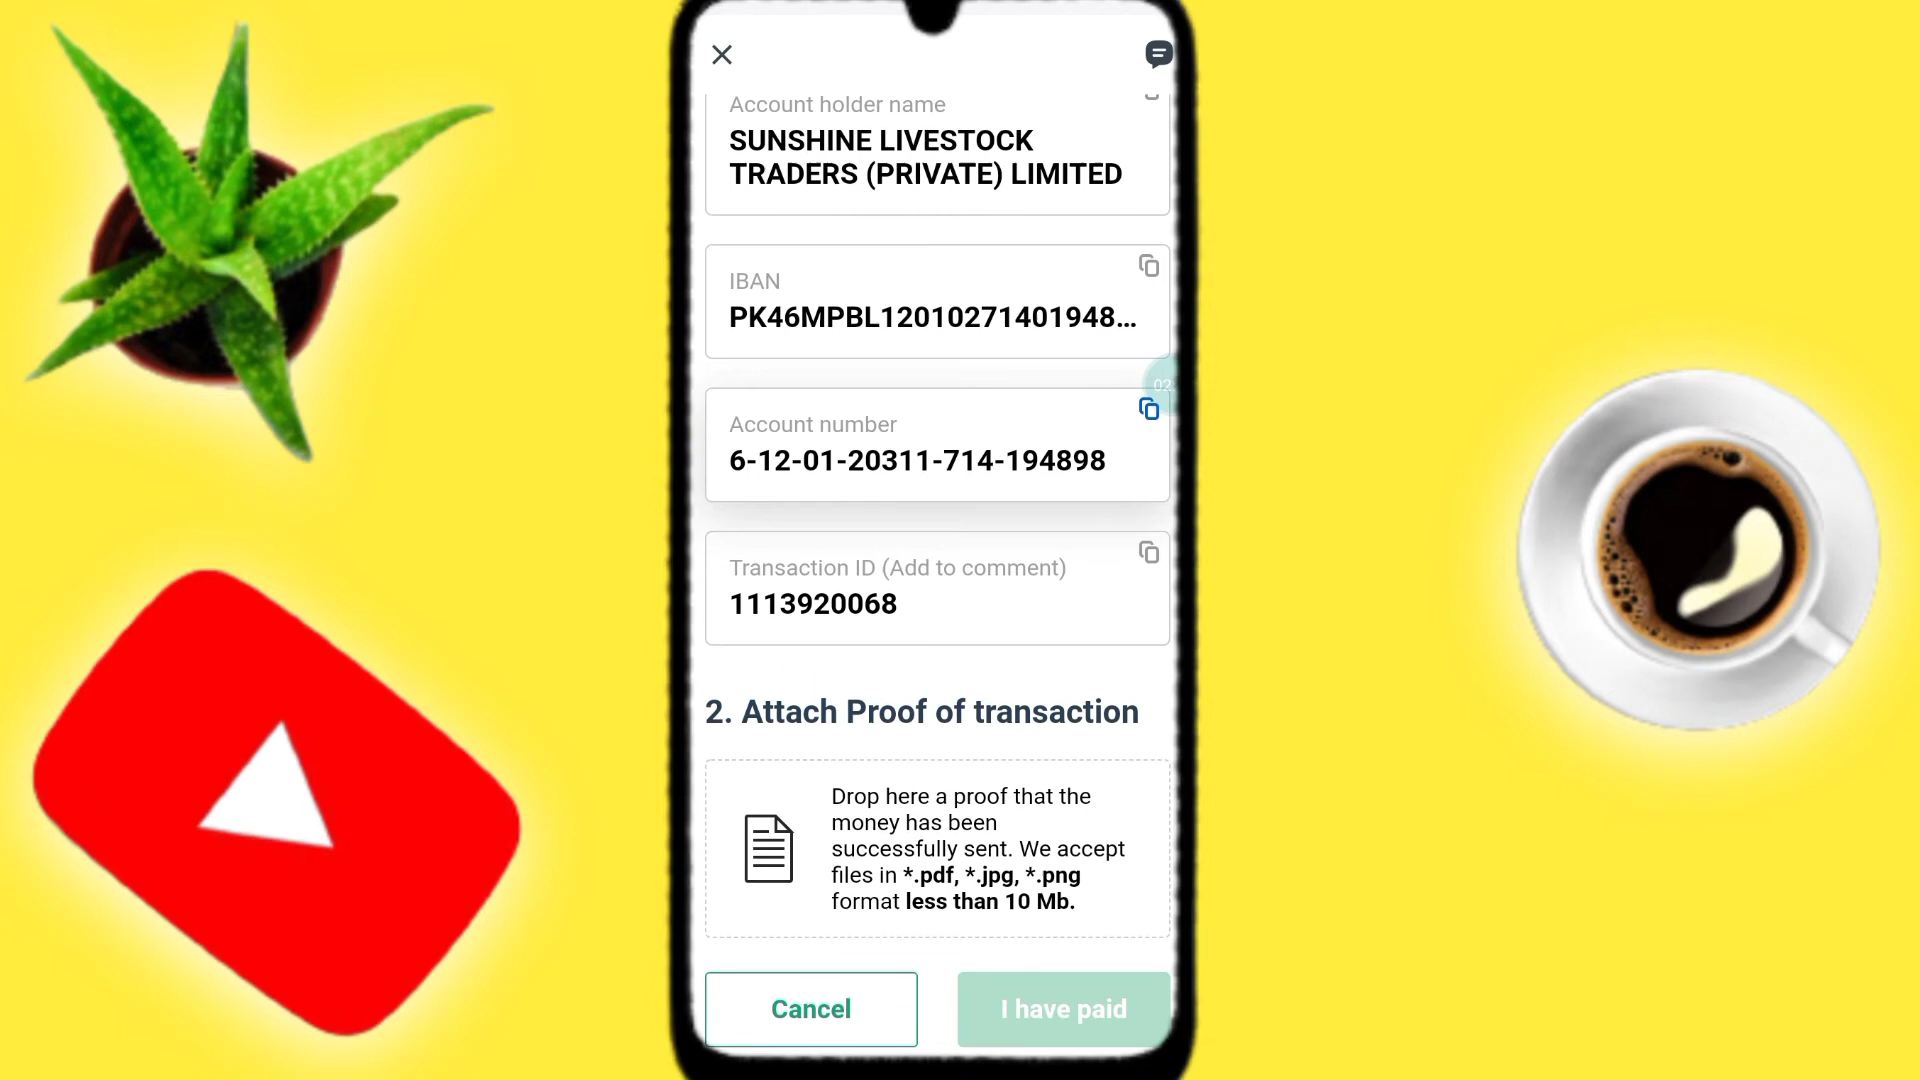 Account holder name
SUNSHINE LIVESTOCK
TRADERS (PRIVATE) LIMITED
IBAN
PK46MPBL12010271401948...
02
Account number
6-12-01-20311-714-194898
Transaction ID (Add to comment)
1113920068
2. Attach Proof of transaction
Drop here a proof that the
money has been
successfully sent. We accept
files in *.pdf, *.jpg, *.png
format less than 10 Mb.
Cancel
I have paid